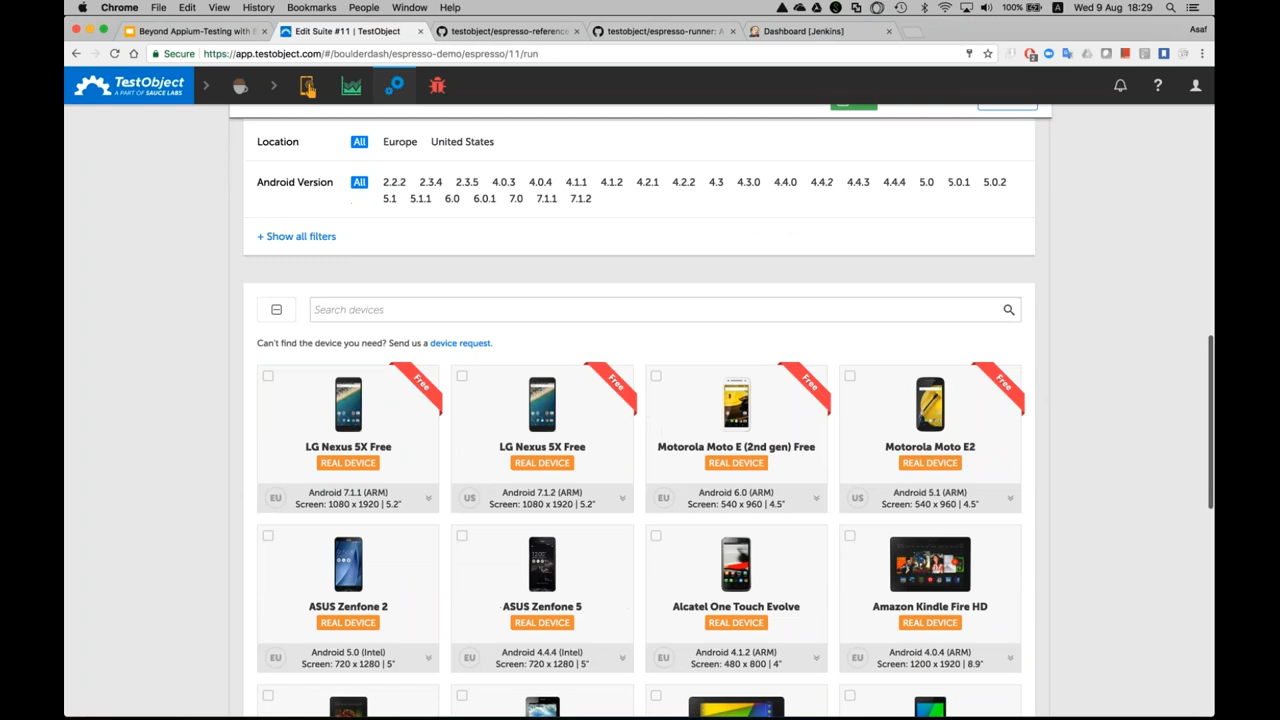 Chrome File Edit View History Bookmarks People Window Help 100% A Wed 9 Aug 18:29
Beyond Appium-Testing with E Edit Suite #11 | TestObject testobject/espresso-reference testobject/espresso-runner: A Dashboard [Jenkins] Asaf
Secure https://app.testobject.com/#/boulderdash/espresso-demo/espresso/11/run
TestObject
A PART OF SAUCE LABS
Location All Europe United States
Android Version All 2.2.2 2.3.4 2.3.5 4.0.3 4.0.4 4.1.1 4.1.2 4.2.1 4.2.2 4.3 4.3.0 4.4.0 4.4.2 4.4.3 4.4.4 5.0 5.0.1 5.0.2
5.1 5.1.1 6.0 6.0.1 7.0 7.1.1 7.1.2
+ Show all filters
Search devices
Can't find the device you need? Send us a device request.
Free Free Free Free
LG Nexus 5X Free LG Nexus 5X Free Motorola Moto E (2nd gen) Free Motorola Moto E2
REAL DEVICE REAL DEVICE REAL DEVICE REAL DEVICE
EU Android 7.1.1 (ARM) US Android 7.1.2 (ARM) EU Android 6.0 (ARM) US Android 5.1 (ARM)
Screen: 1080 x 1920 | 5.2" Screen: 1080 x 1920 | 5.2" Screen: 540 x 960 | 4.5" Screen: 540 x 960 | 4.5"
ASUS Zenfone 2 ASUS Zenfone 5 Alcatel One Touch Evolve Amazon Kindle Fire HD
REAL DEVICE REAL DEVICE REAL DEVICE REAL DEVICE
EU Android 5.0 (Intel) EU Android 4.4.4 (Intel) EU Android 4.1.2 (ARM) EU Android 4.0.4 (ARM)
Screen: 720 x 1280 | 5" Screen: 720 x 1280 | 5" Screen: 480 x 800 | 4" Screen: 1200 x 1920 | 8.9"